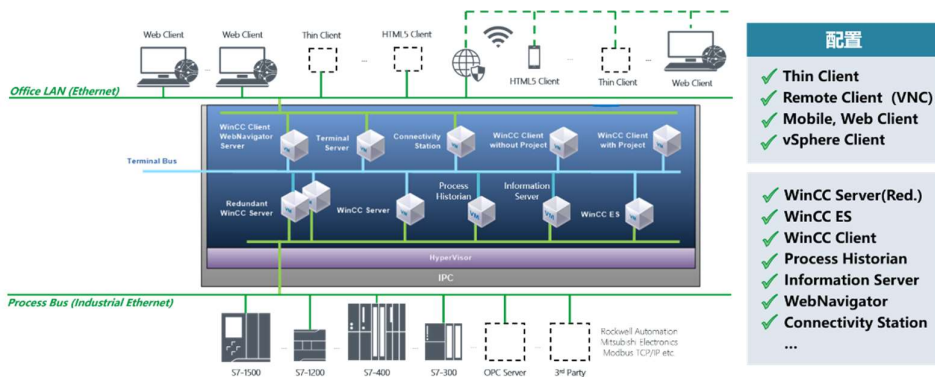 Web Client
Web Client
Thin Client
HTML5 Client
HTML5 Client
Thin Client
Web Client
Office LAN (Ethernet)
WinCC Client
WebNavigator
Server
Terminal
Server
Connectivity
Station
WinCC Client
without Project
WinCC Client
with Project
Terminal Bus
Redundant
WinCC Server
WinCC Server
Process
Historian
Information
Server
WinCC ES
VM
VM
HyperVisor
IPC
Process Bus (Industrial Ethernet)
S7-1500
S7-1200
S7-400
S7-300
OPC Server
3rd Party
Rockwell Automation
Mitsubish Electronics
Modbus TCP/IP etc
配置
Thin Client
Remote Client (VNC)
Mobile, Web Client
vSphere Client
WinCC Server(Red.)
WinCC ES
WinCC Client
Process Historian
Information Server
WebNavigator
Connectivity Station
...